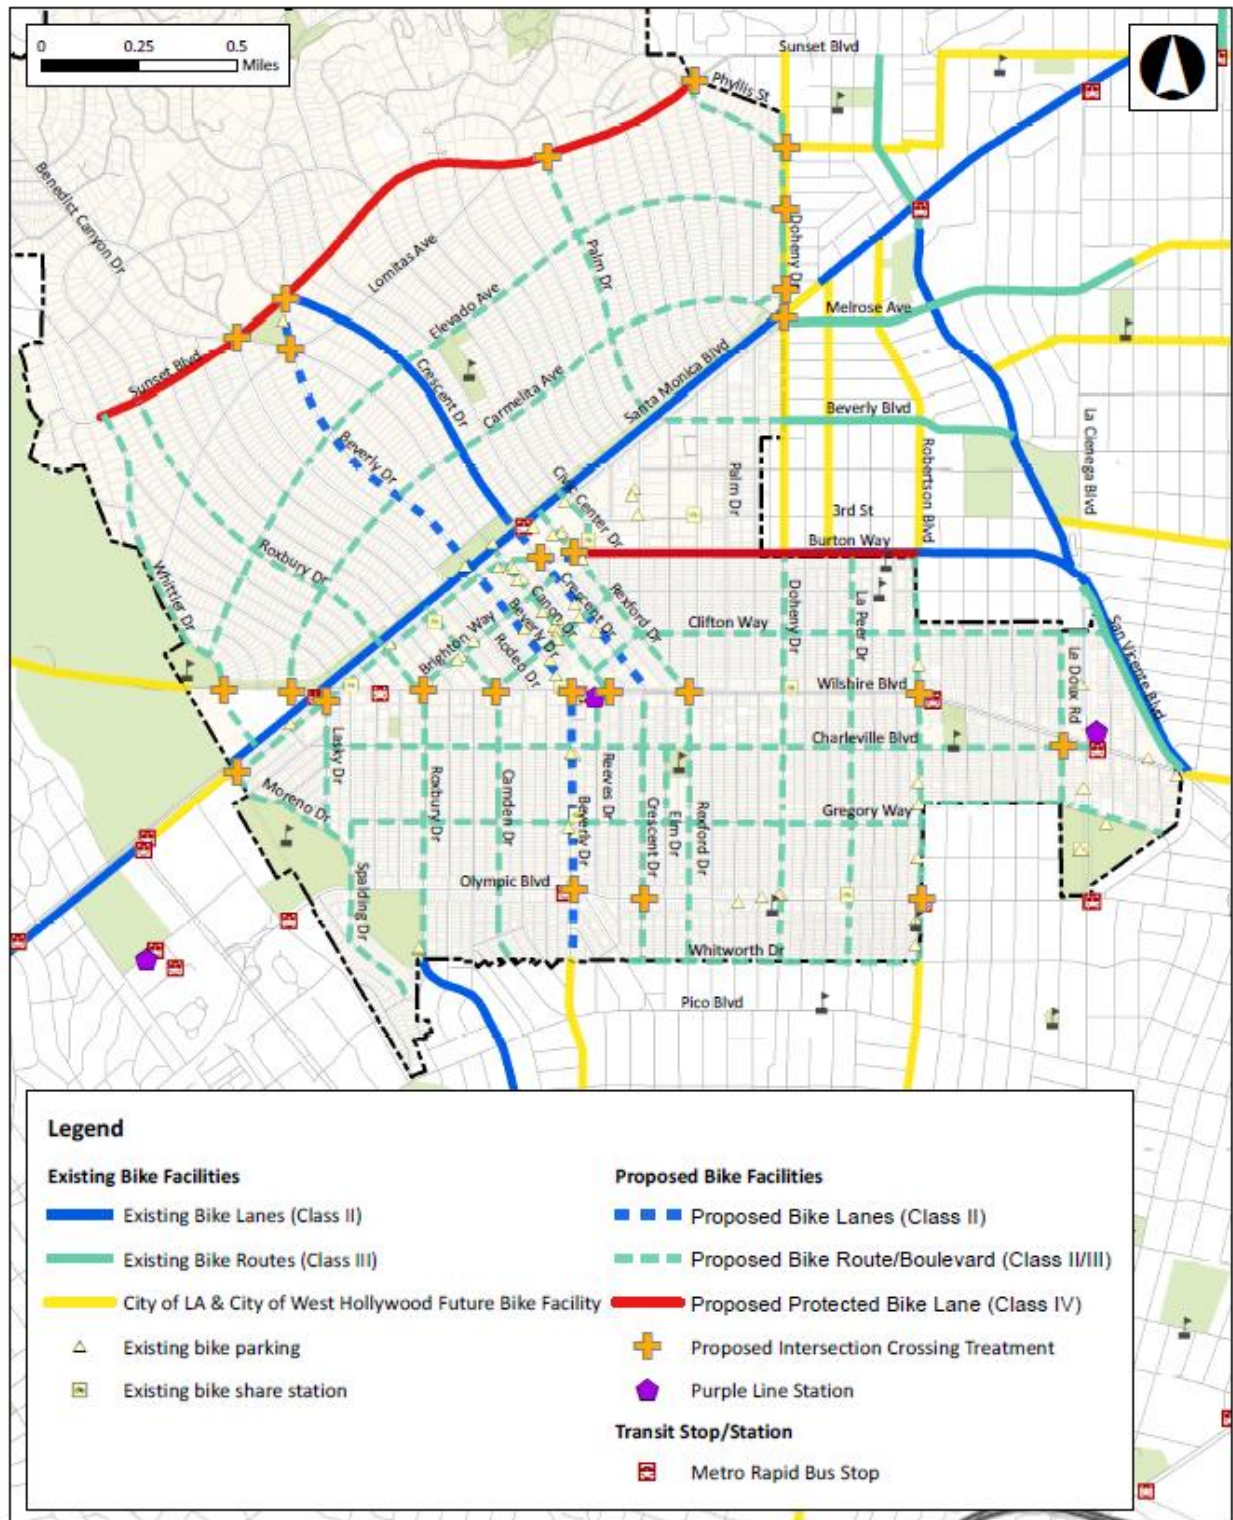 0 0.25 0.5
Miles
Sunset Blvd
Phyllis St
Benedict Canyon Dr
Lomitas Ave
Palm Dr
Doheny Dr
Elevado Ave
Melrose Ave
Sunset Blvd
Crescent Dr
Carmelita Ave
Santa Monica Blvd
Beverly Blvd
Beverly Dr
Robertson Blvd
La Cienega Blvd
Civic Center Dr
Palm Dr
3rd St
Burton Way
Roxbury Dr
Whittier Dr
Crescent Dr
Rexford Dr
Canon Dr
Beverly Dr
Rodeo Dr
Brighton Way
Clifton Way
Doheny Dr
La Peer Dr
Le Doux Rd
San Vicente Blvd
Wilshire Blvd
Charleville Blvd
Lasky Dr
Moreno Dr
Roxbury Dr
Camden Dr
Beverly Dr
Reeves Dr
Crescent Dr
Elm Dr
Rexford Dr
Gregory Way
Spalding Dr
Olympic Blvd
Whitworth Dr
Pico Blvd
Legend
Existing Bike Facilities
Existing Bike Lanes (Class II)
Existing Bike Routes (Class III)
City of LA & City of West Hollywood Future Bike Facility
Existing bike parking
Existing bike share station
Proposed Bike Facilities
Proposed Bike Lanes (Class II)
Proposed Bike Route/Boulevard (Class II/III)
Proposed Protected Bike Lane (Class IV)
Proposed Intersection Crossing Treatment
Purple Line Station
Transit Stop/Station
Metro Rapid Bus Stop